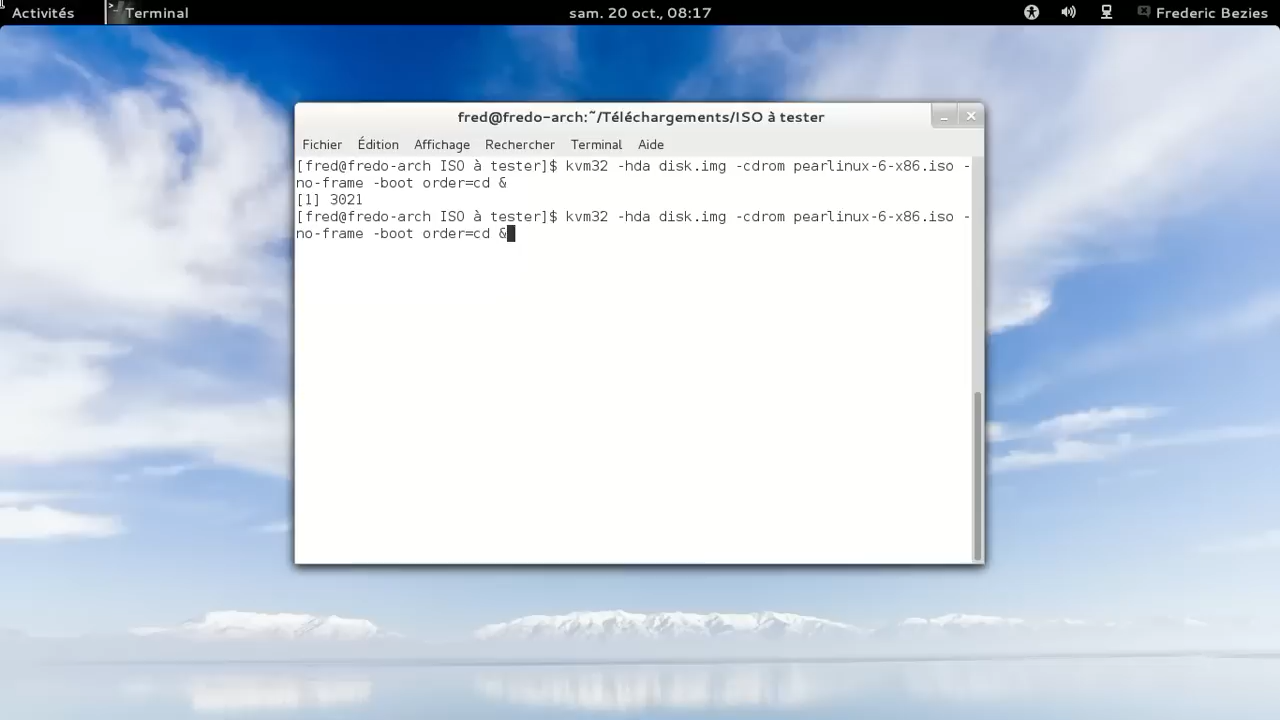 Activités
Terminal
sam. 20 oct., 08:17
Frederic Bezies
fred@fredo-arch:~/Téléchargements/ISO à tester
Fichier Édition Affichage Rechercher Terminal Aide
[fred@fredo-arch ISO à tester]$ kvm32 -hda disk.img -cdrom pearlinux-6-x86.iso -
no-frame -boot order=cd &
[1] 3021
[fred@fredo-arch ISO à tester]$ kvm32 -hda disk.img -cdrom pearlinux-6-x86.iso -
no-frame -boot order=cd &